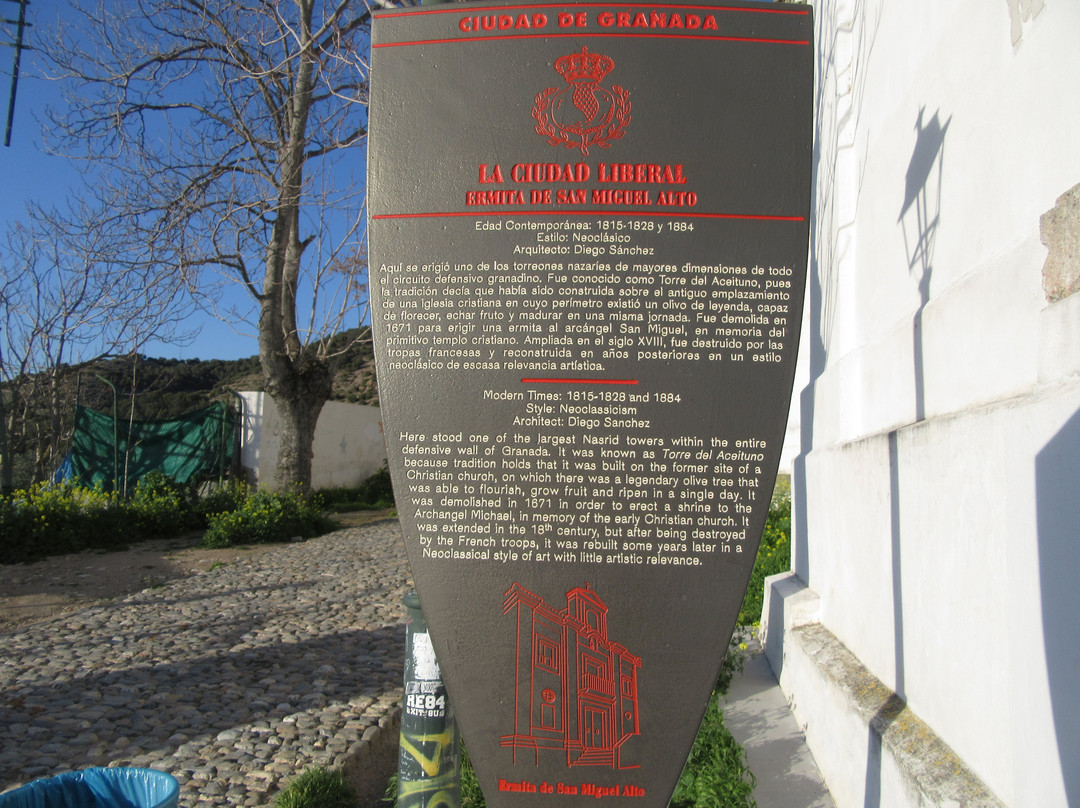 CIUDAD DE GRANADA
LA CIUDAD LIBERAL
ERMITA DE SAN MIGUEL ALTO
Edad Contemporánea: 1815-1828 y 1884
Estilo: Neoclásico
Arquitecto: Diego Sánchez
Aquí se erigió uno de los torreones nazaríes de mayores dimensiones de todo
el circuito defensivo granadino. Fue conocido como Torre del Aceituno, pues
la tradición decía que había sido construida sobre el antiguo emplazamiento
de una iglesia cristiana en cuyo perímetro existió un olivo de leyenda, capaz
de florecer, echar fruto y madurar en una misma jornada. Fue demolida en
1671 para erigir una ermita al arcángel San Miguel, en memoria del
primitivo templo cristiano. Ampliada en el siglo XVIII, fue destruido por las
tropas francesas y reconstruida en años posteriores en un estilo
neoclásico de escasa relevancia artística.
Modern Times: 1815-1828 and 1884
Style: Neoclassicism
Architect: Diego Sanchez
Here stood one of the largest Nasrid towers within the entire
defensive wall of Granada. It was known as Torre del Aceituno
because tradition holds that it was built on the former site of a
Christian church, on which there was a legendary olive tree that
was able to flourish, grow fruit and ripen in a single day. It
was demolished in 1671 in order to erect a shrine to the
Archangel Michael, in memory of the early Christian church. It
was extended in the 18th century, but after being destroyed
by the French troops, it was rebuilt some years later in a
Neoclassical style of art with little artistic relevance.
RE84
EXIT/BUS
Ermita de San Miguel Alto